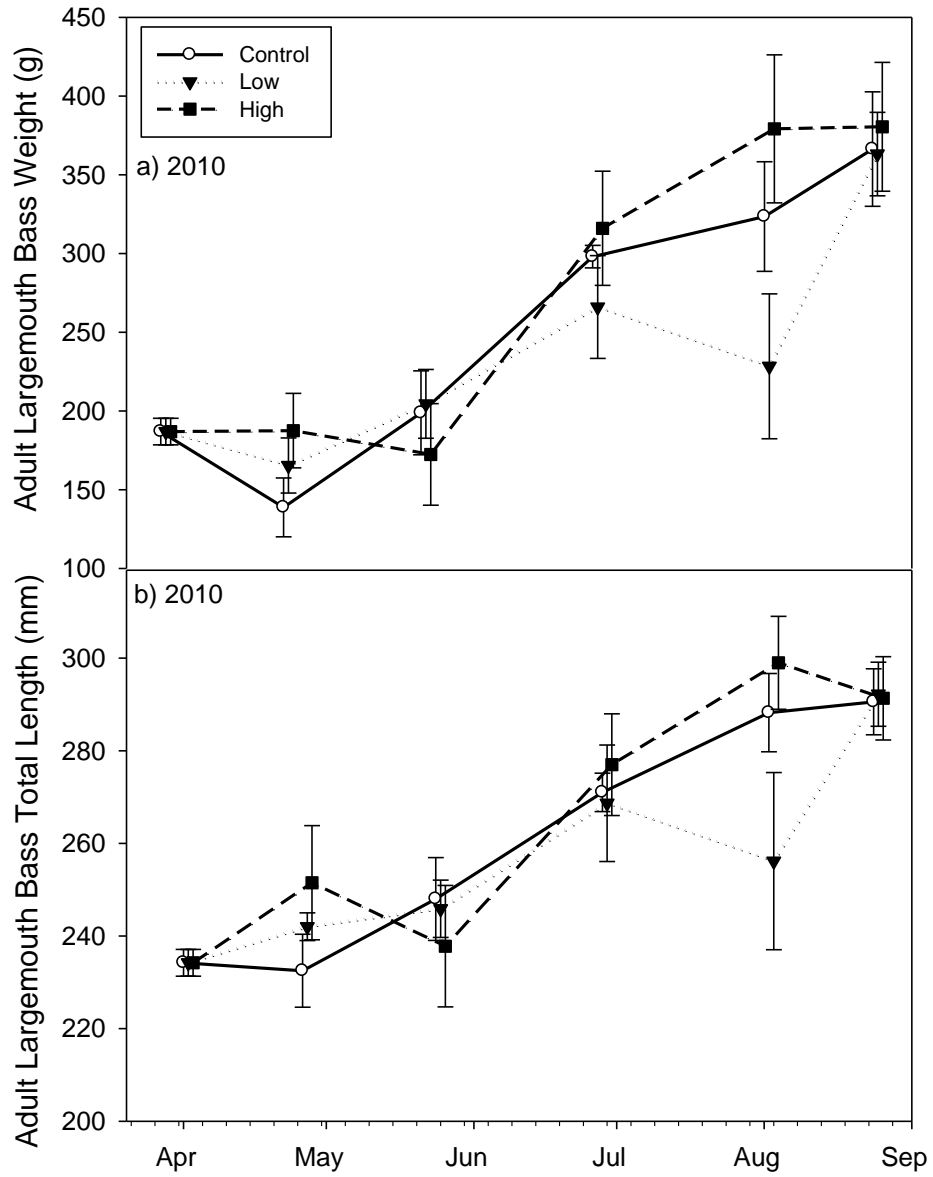 Adult Largemouth Bass Weight (g)
450
400
350
300
250
200
150
100
Control
Low
High
a) 2010
Adult Largemouth Bass Total Length (mm)
b) 2010
300
280
260
240
220
200
Apr May Jun Jul Aug Sep